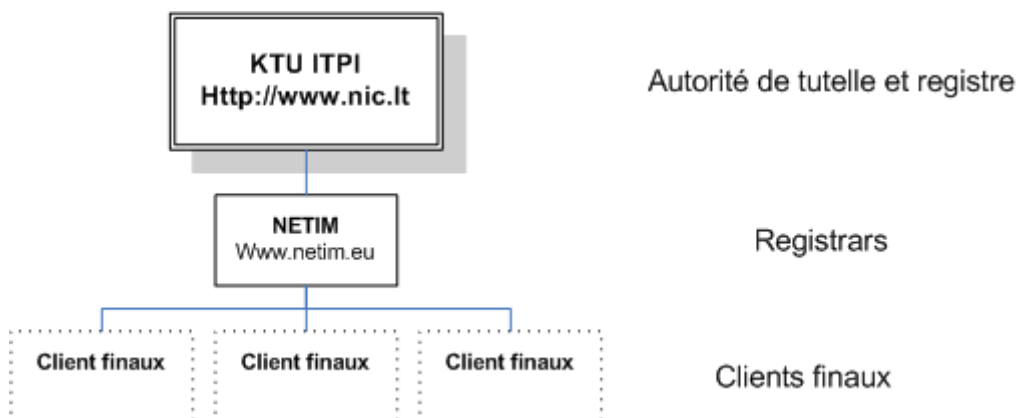 KTU ITPI
Http://www.nic.lt
Autorité de tutelle et registre
NETIM
Www.netim.eu
Registrars
Client finaux
Client finaux
Client finaux
Clients finaux